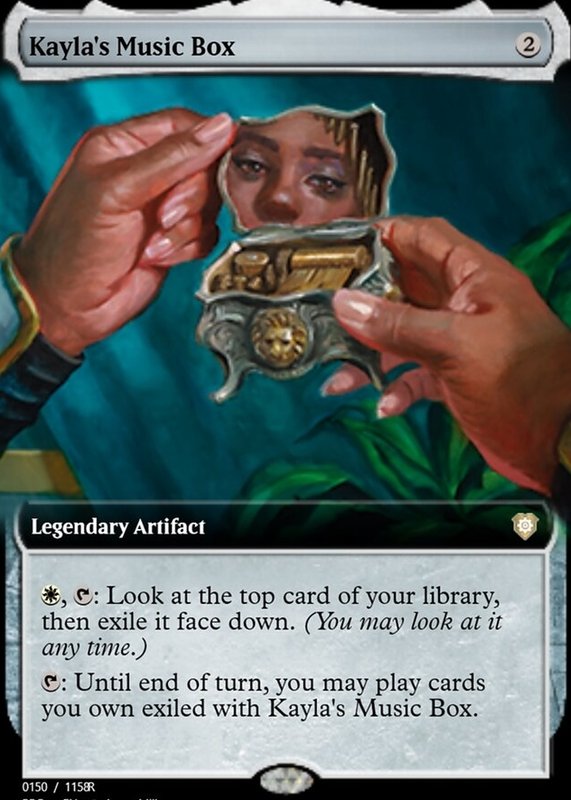 Kayla's Music Box 2
Legendary Artifact
, : Look at the top card of your library,
then exile it face down. (You may look at it
any time.)
: Until end of turn, you may play cards
you own exiled with Kayla's Music Box.
0150 / 1158R